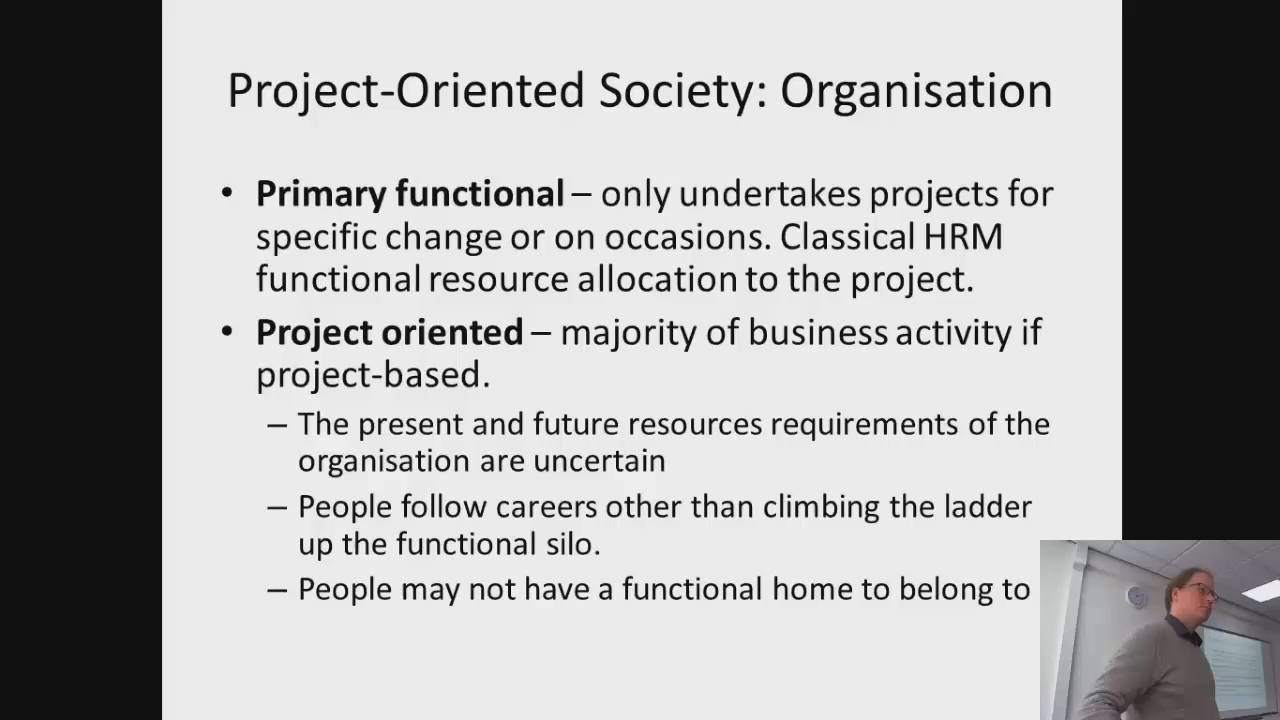 Project-Oriented Society: Organisation
• Primary functional – only undertakes projects for
specific change or on occasions. Classical HRM
functional resource allocation to the project.
• Project oriented – majority of business activity if
project-based.
– The present and future resources requirements of the
organisation are uncertain
– People follow careers other than climbing the ladder
up the functional silo.
– People may not have a functional home to belong to